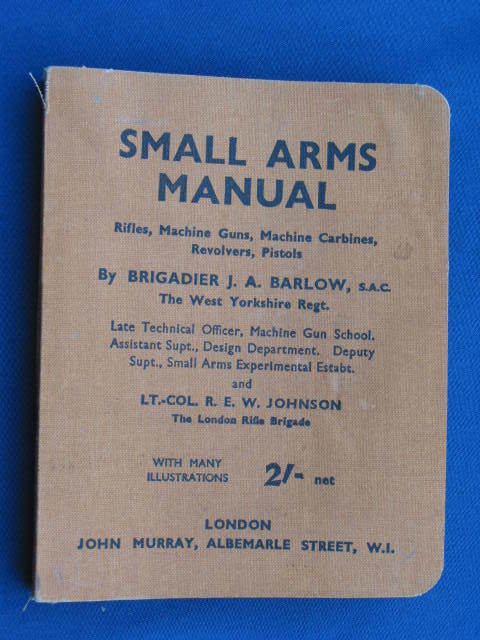 SMALL ARMS
MANUAL
Rifles, Machine Guns, Machine Carbines,
Revolvers, Pistols
By BRIGADIER J. A. BARLOW, S.A.C.
The West Yorkshire Regt.
Late Technical Officer, Machine Gun School.
Assistant Supt., Design Department. Deputy
Supt., Small Arms Experimental Estabt.
and
LT.-COL. R. E. W. JOHNSON
The London Rifle Brigade
WITH MANY
ILLUSTRATIONS 2/- net
LONDON
JOHN MURRAY, ALBEMARLE STREET, W.I.